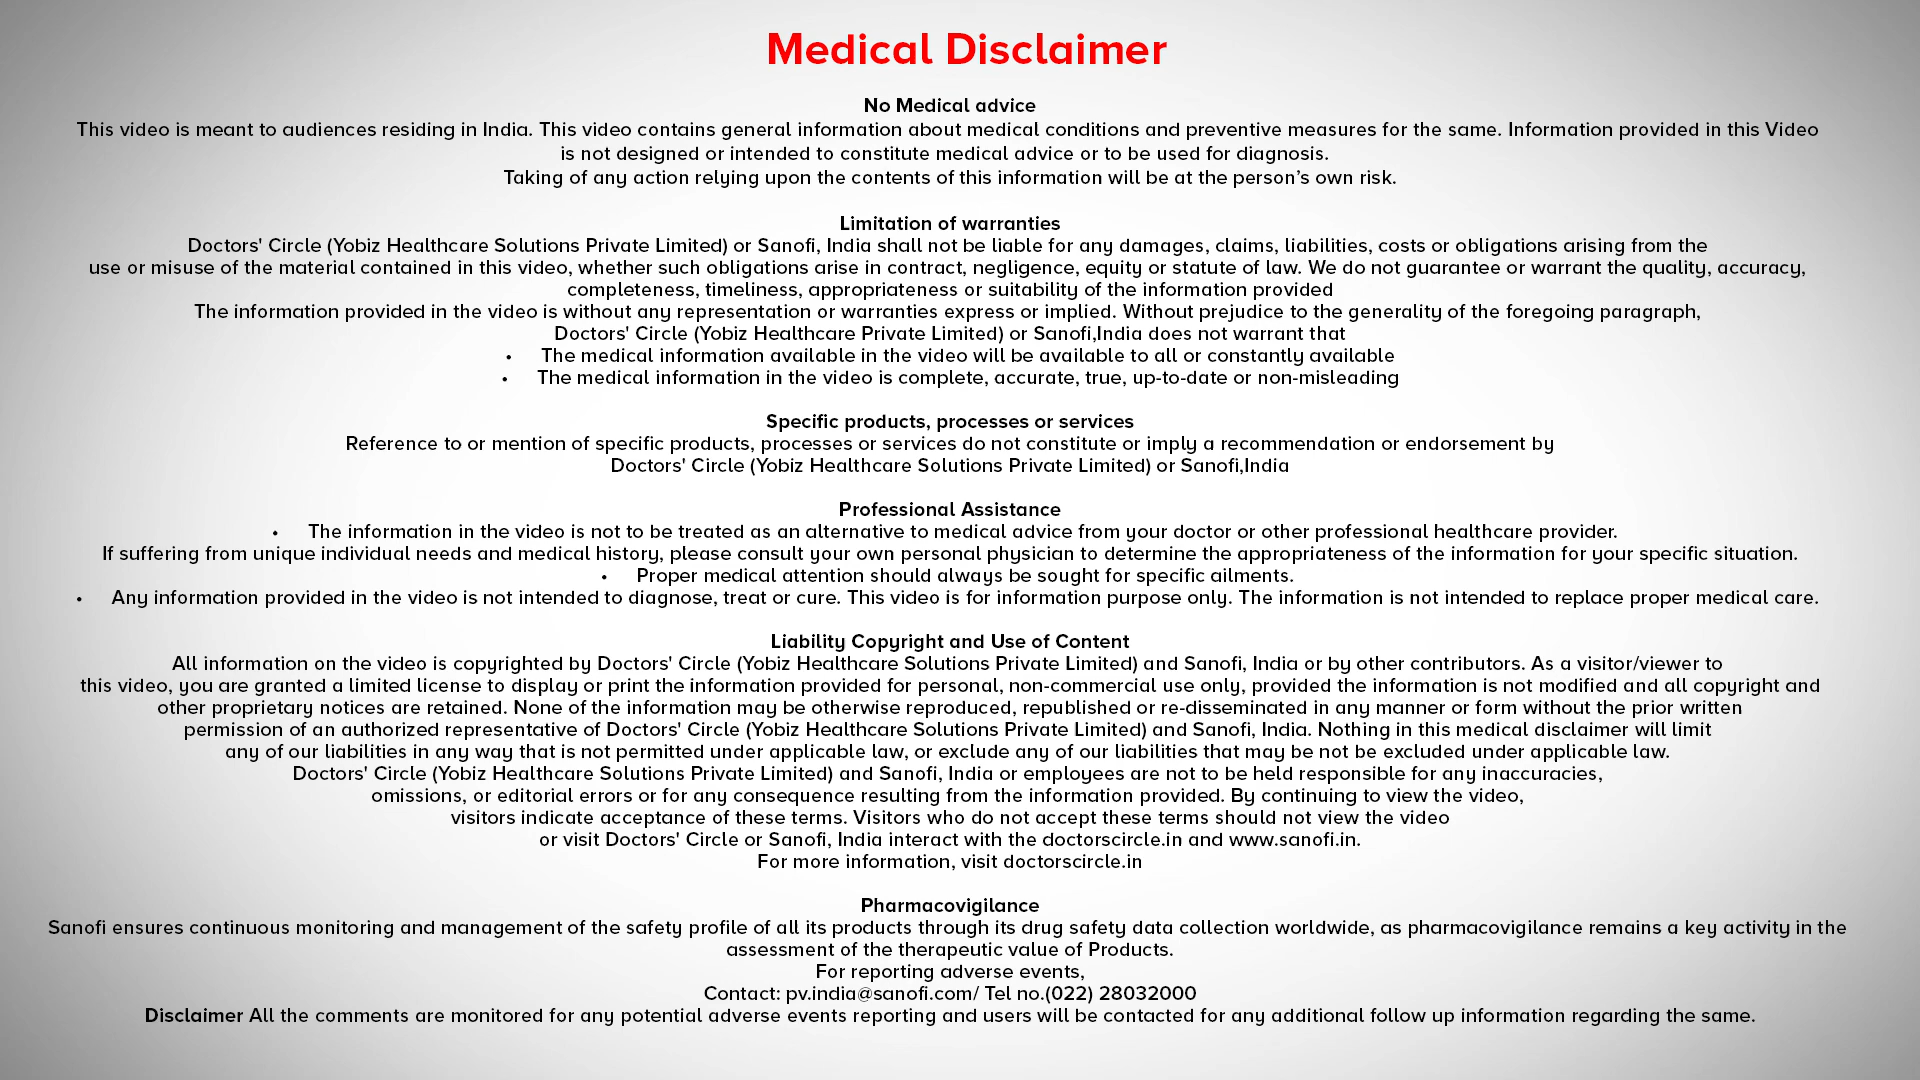 Medical Disclaimer
No Medical advice
This video is meant to audiences residing in India. This video contains general information about medical conditions and preventive measures for the same. Information provided in this Video
is not designed or intended to constitute medical advice or to be used for diagnosis.
Taking of any action relying upon the contents of this information will be at the person’s own risk.
Limitation of warranties
Doctors' Circle (Yobiz Healthcare Solutions Private Limited) or Sanofi, India shall not be liable for any damages, claims, liabilities, costs or obligations arising from the
use or misuse of the material contained in this video, whether such obligations arise in contract, negligence, equity or statute of law. We do not guarantee or warrant the quality, accuracy,
completeness, timeliness, appropriateness or suitability of the information provided
The information provided in the video is without any representation or warranties express or implied. Without prejudice to the generality of the foregoing paragraph,
Doctors' Circle (Yobiz Healthcare Private Limited) or Sanofi,India does not warrant that
• The medical information available in the video will be available to all or constantly available
• The medical information in the video is complete, accurate, true, up-to-date or non-misleading
Specific products, processes or services
Reference to or mention of specific products, processes or services do not constitute or imply a recommendation or endorsement by
Doctors' Circle (Yobiz Healthcare Solutions Private Limited) or Sanofi,India
Professional Assistance
• The information in the video is not to be treated as an alternative to medical advice from your doctor or other professional healthcare provider.
If suffering from unique individual needs and medical history, please consult your own personal physician to determine the appropriateness of the information for your specific situation.
• Proper medical attention should always be sought for specific ailments.
• Any information provided in the video is not intended to diagnose, treat or cure. This video is for information purpose only. The information is not intended to replace proper medical care.
Liability Copyright and Use of Content
All information on the video is copyrighted by Doctors' Circle (Yobiz Healthcare Solutions Private Limited) and Sanofi, India or by other contributors. As a visitor/viewer to
this video, you are granted a limited license to display or print the information provided for personal, non-commercial use only, provided the information is not modified and all copyright and
other proprietary notices are retained. None of the information may be otherwise reproduced, republished or re-disseminated in any manner or form without the prior written
permission of an authorized representative of Doctors' Circle (Yobiz Healthcare Solutions Private Limited) and Sanofi, India. Nothing in this medical disclaimer will limit
any of our liabilities in any way that is not permitted under applicable law, or exclude any of our liabilities that may be not be excluded under applicable law.
Doctors' Circle (Yobiz Healthcare Solutions Private Limited) and Sanofi, India or employees are not to be held responsible for any inaccuracies,
omissions, or editorial errors or for any consequence resulting from the information provided. By continuing to view the video,
visitors indicate acceptance of these terms. Visitors who do not accept these terms should not view the video
or visit Doctors' Circle or Sanofi, India interact with the doctorscircle.in and www.sanofi.in.
For more information, visit doctorscircle.in
Pharmacovigilance
Sanofi ensures continuous monitoring and management of the safety profile of all its products through its drug safety data collection worldwide, as pharmacovigilance remains a key activity in the
assessment of the therapeutic value of Products.
For reporting adverse events,
Contact: pv.india@sanofi.com/ Tel no.(022) 28032000
Disclaimer All the comments are monitored for any potential adverse events reporting and users will be contacted for any additional follow up information regarding the same.